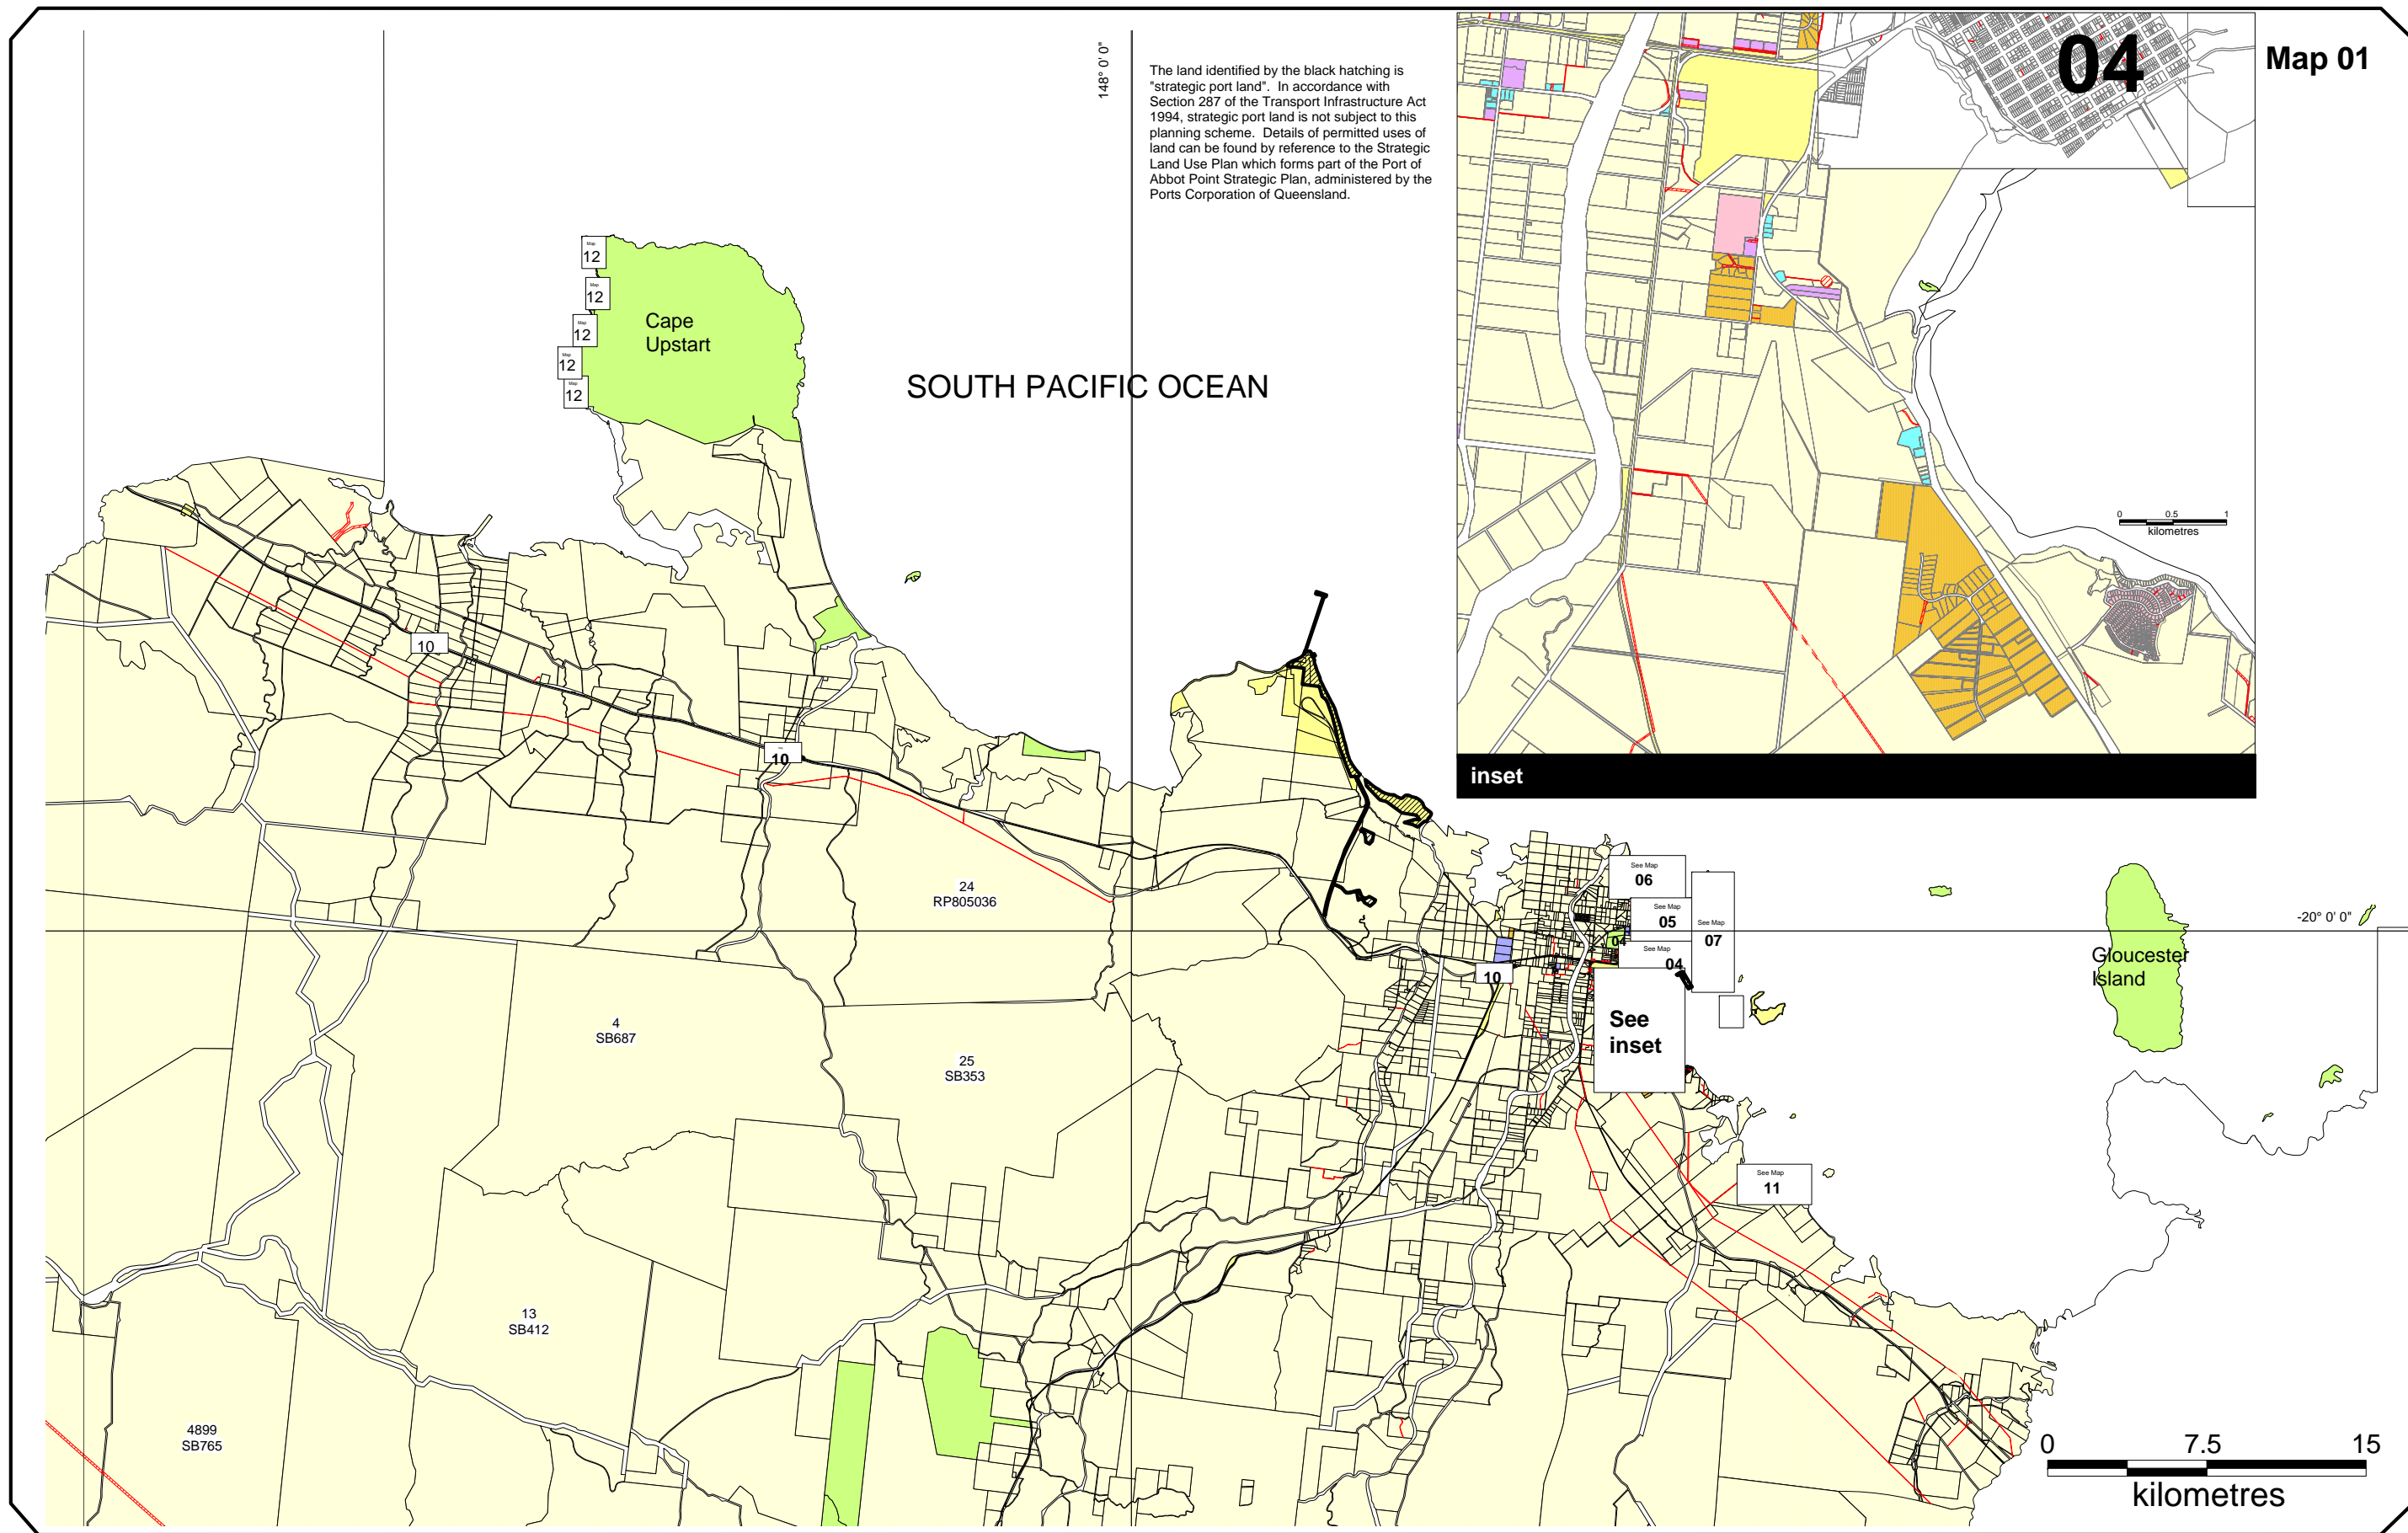 Map 01
04
148° 0' 0"
The land identified by the black hatching is
"strategic port land".  In accordance with
Section 287 of the Transport Infrastructure Act
1994, strategic port land is not subject to this
planning scheme.  Details of permitted uses of
land can be found by reference to the Strategic
Land Use Plan which forms part of the Port of
Abbot Point Strategic Plan, administered by the
Ports Corporation of Queensland.
Map
12
Map
12
Map
12
Map
12
Map
12
Cape
Upstart
SOUTH PACIFIC OCEAN
0 0.5 1
kilometres
inset
10
10
24
RP805036
See Map
06
See Map
05
See Map
07
04
See Map
04
10
-20° 0' 0"
Gloucester
Island
See
inset
4
SB687
25
SB353
See Map
11
13
SB412
4899
SB765
0 7.5 15
kilometres